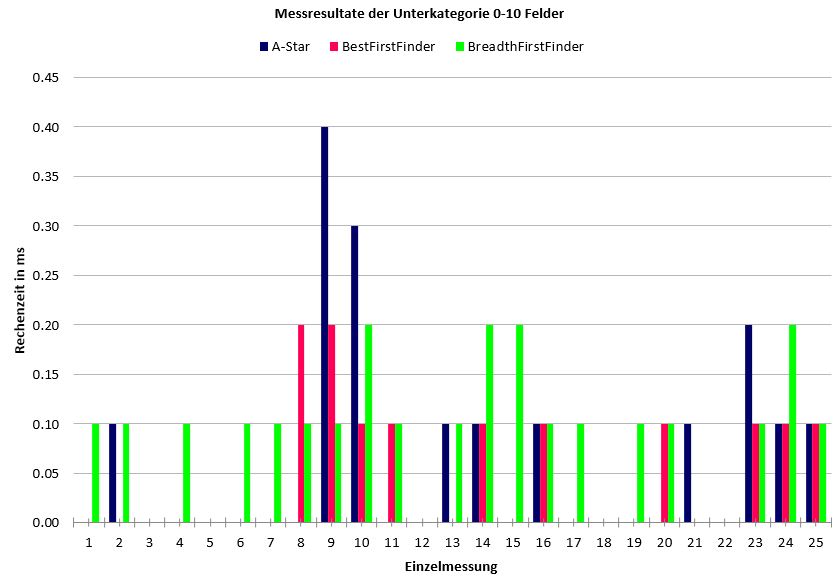 Messresultate der Unterkategorie 0-10 Felder
A-Star BestFirstFinder BreadthFirstFinder
0.45
0.40
0.35
0.30
0.25
0.20
0.15
0.10
0.05
0.00
Rechenzeit in ms
1 2 3 4 5 6 7 8 9 10 11 12 13 14 15 16 17 18 19 20 21 22 23 24 25
Einzelmessung